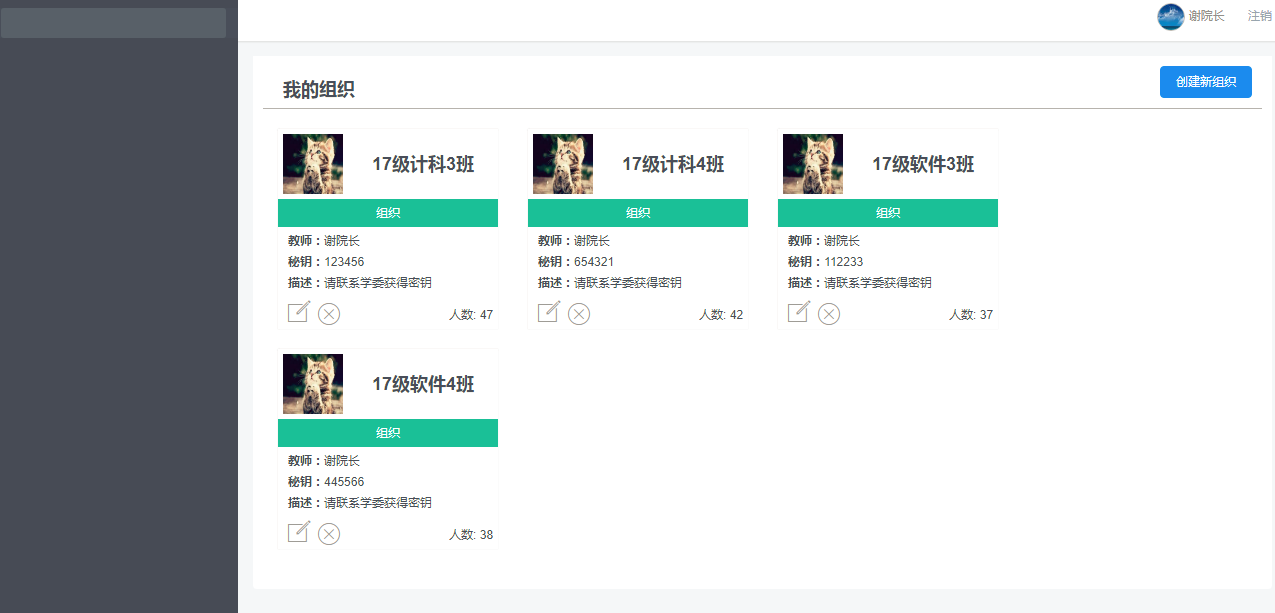 谢院长 注销
我的组织 创建新组织
17级计科3班
组织
教师：谢院长
秘钥：123456
描述：请联系学委获得密钥
人数: 47
17级计科4班
组织
教师：谢院长
秘钥：654321
描述：请联系学委获得密钥
人数: 42
17级软件3班
组织
教师：谢院长
秘钥：112233
描述：请联系学委获得密钥
人数: 37
17级软件4班
组织
教师：谢院长
秘钥：445566
描述：请联系学委获得密钥
人数: 38